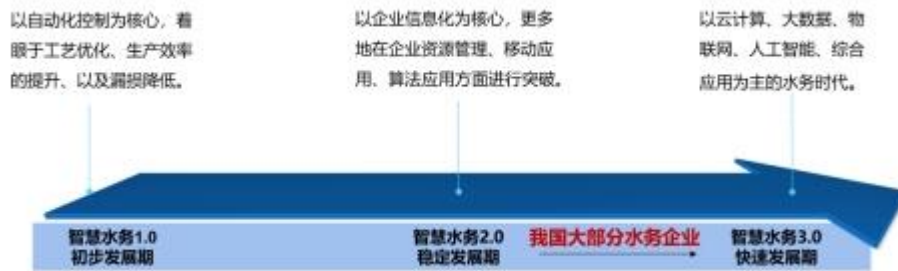 以自动化控制为核心，着
眼于工艺优化、生产效率
的提升、以及漏损降低。
以企业信息化为核心，更多
地在企业资源管理、移动应
用、算法应用方面进行突破。
以云计算、大数据、物
联网、人工智能、综合
应用为主的水务时代。
智慧水务1.0
初步发展期
智慧水务2.0
稳定发展期
我国大部分水务企业
智慧水务3.0
快速发展期